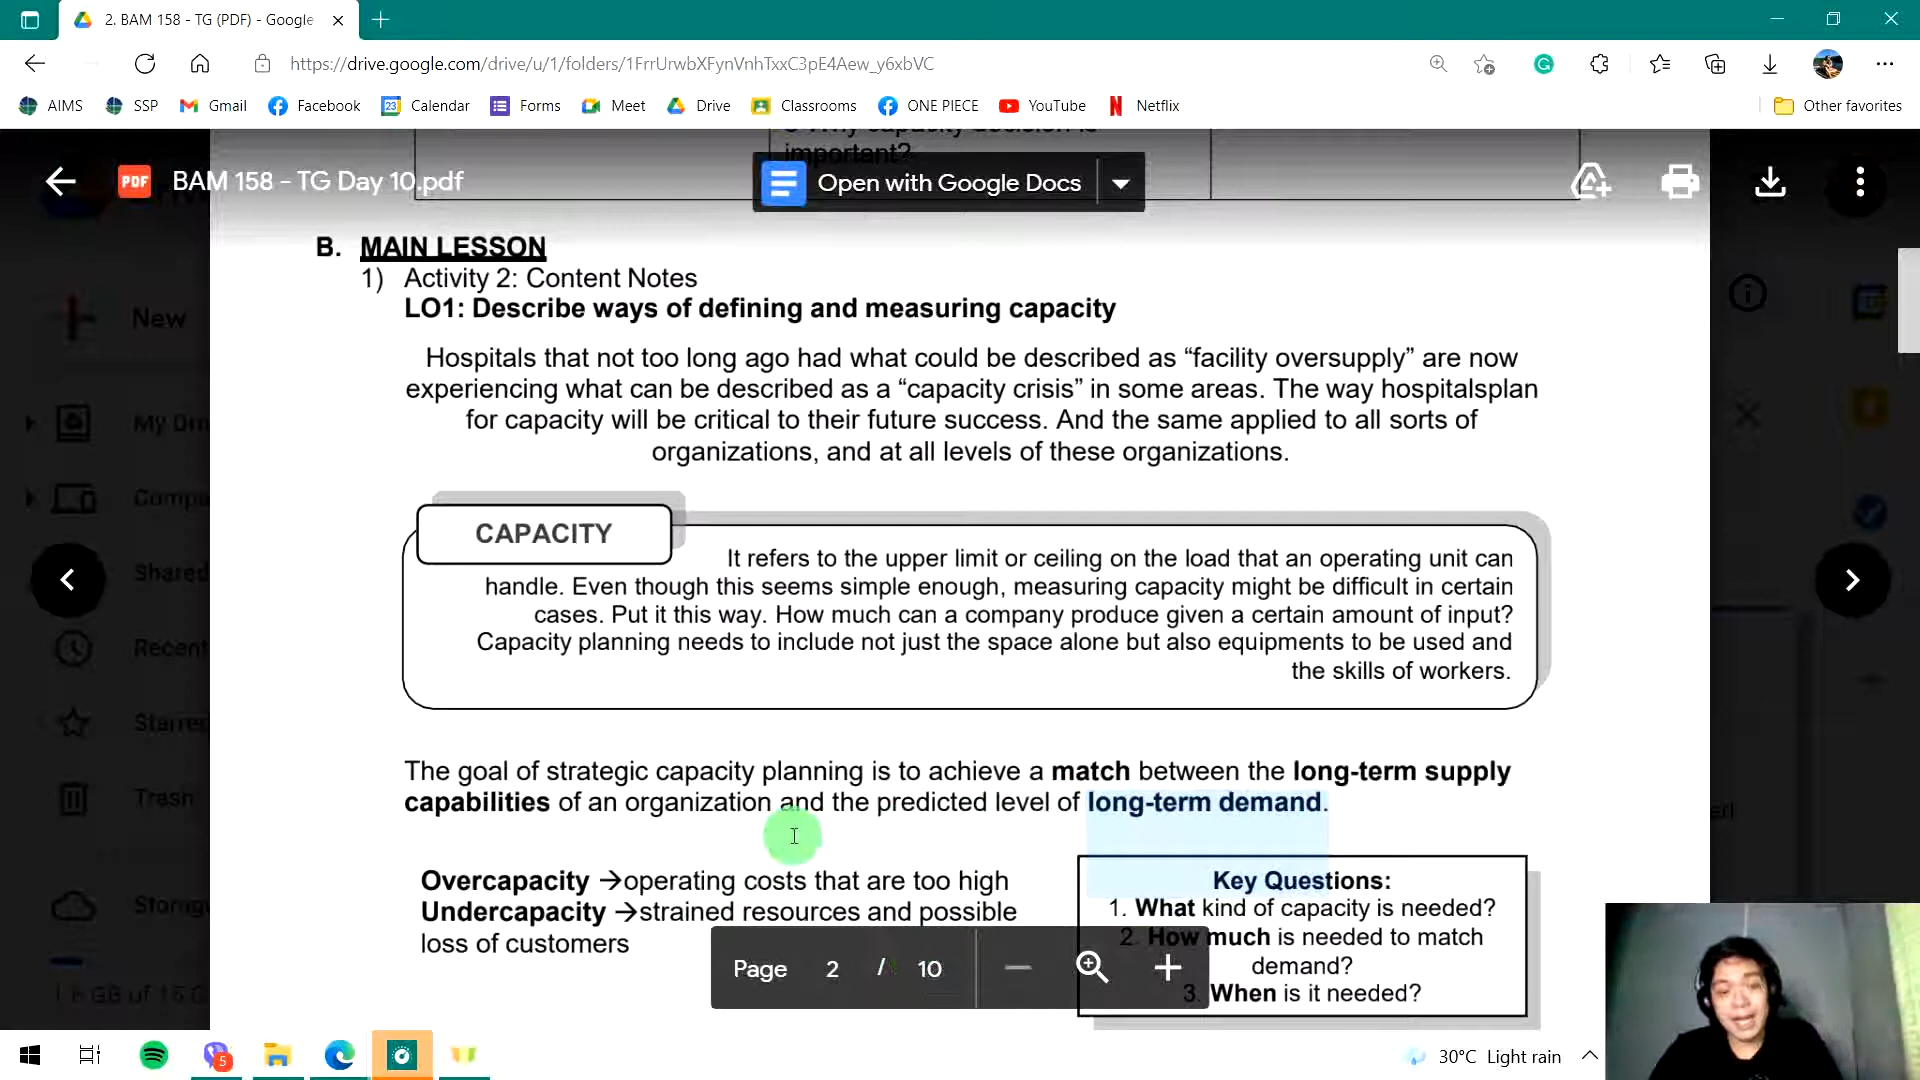 2. BAM 158 - TG (PDF) - Google
https://drive.google.com/drive/u/1/folders/1FrrUrwbXFynVnhTxxC3pE4Aew_y6xbVC
AIMS SSP Gmail Facebook 23 Calendar Forms Meet Drive Classrooms ONE PIECE YouTube Netflix Other favorites
important?
PDF BAM 158 - TG Day 10.pdf
Open with Google Docs
B. MAIN LESSON
1) Activity 2: Content Notes
LO1: Describe ways of defining and measuring capacity
New
Hospitals that not too long ago had what could be described as “facility oversupply” are now
experiencing what can be described as a “capacity crisis” in some areas. The way hospitalsplan
for capacity will be critical to their future success. And the same applied to all sorts of
organizations, and at all levels of these organizations.
Shared
Recent
Trash
CAPACITY
It refers to the upper limit or ceiling on the load that an operating unit can
handle. Even though this seems simple enough, measuring capacity might be difficult in certain
cases. Put it this way. How much can a company produce given a certain amount of input?
Capacity planning needs to include not just the space alone but also equipments to be used and
the skills of workers.
The goal of strategic capacity planning is to achieve a match between the long-term supply
capabilities of an organization and the predicted level of long-term demand.
Overcapacity →operating costs that are too high
Undercapacity →strained resources and possible
loss of customers
Key Questions:
1. What kind of capacity is needed?
2. How much is needed to match
demand?
3. When is it needed?
Page 2 / 10
5
30°C Light rain